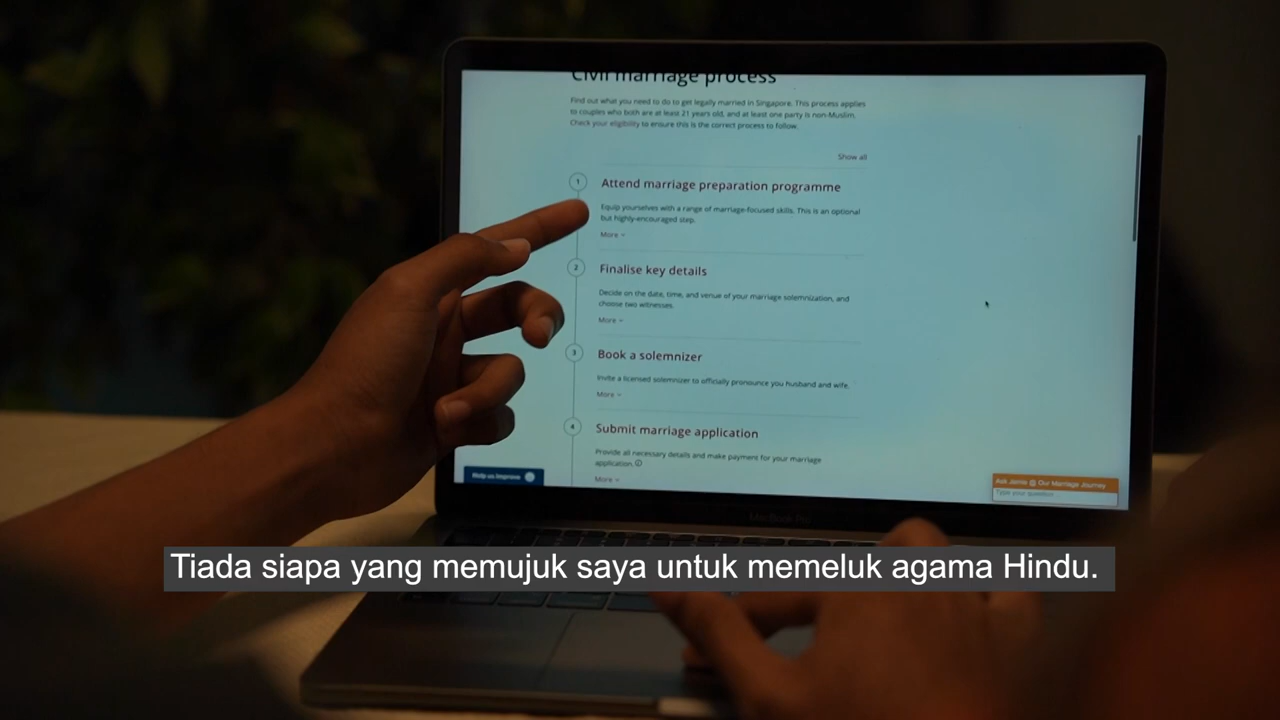 Civil marriage process
Find out what you need to do to get legally married in Singapore. This process applies
to couples who both are at least 21 years old, and at least one party is non-Muslim.
Check your eligibility to ensure this is the correct process to follow.
Show all
1
Attend marriage preparation programme
Equip yourselves with a range of marriage-focused skills. This is an optional
but highly-encouraged step.
More
2
Finalise key details
Decide on the date, time, and venue of your marriage solemnization, and
choose two witnesses.
More
3
Book a solemnizer
Invite a licensed solemnizer to officially pronounce you husband and wife.
More
4
Submit marriage application
Provide all necessary details and make payment for your marriage
application.
More
Help us improve
Ask Jamie @ Our Marriage Journey
Type your question
MacBook Pro
Tiada siapa yang memujuk saya untuk memeluk agama Hindu.